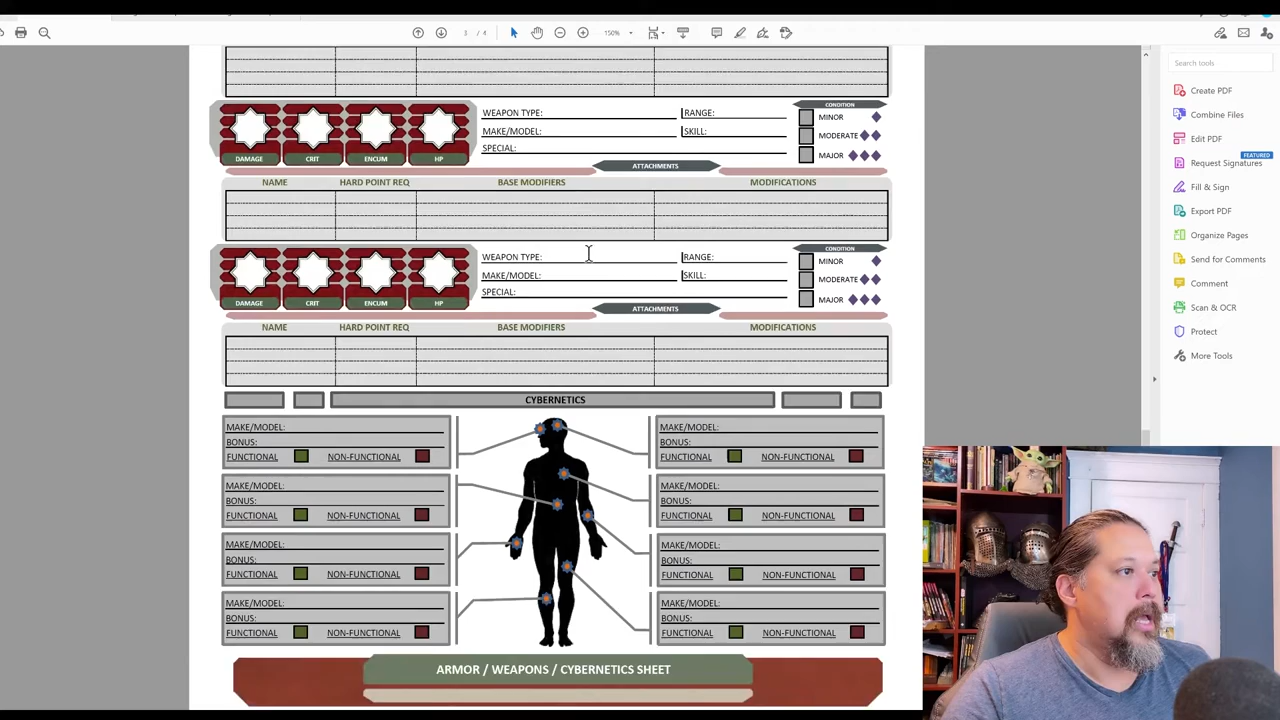 3 / 4
150%
Search tools
Create PDF
Combine Files
Edit PDF
FEATURED
Request Signatures
Fill & Sign
Export PDF
Organize Pages
Send for Comments
Comment
Scan & OCR
Protect
More Tools
CONDITION
WEAPON TYPE: RANGE: MINOR
MAKE/MODEL: SKILL: MODERATE
SPECIAL: MAJOR
DAMAGE CRIT ENCUM HP
ATTACHMENTS
NAME HARD POINT REQ BASE MODIFIERS MODIFICATIONS
CONDITION
WEAPON TYPE: RANGE: MINOR
MAKE/MODEL: SKILL: MODERATE
SPECIAL: MAJOR
DAMAGE CRIT ENCUM HP
ATTACHMENTS
NAME HARD POINT REQ BASE MODIFIERS MODIFICATIONS
CYBERNETICS
MAKE/MODEL: MAKE/MODEL:
BONUS: BONUS:
FUNCTIONAL NON-FUNCTIONAL FUNCTIONAL NON-FUNCTIONAL
MAKE/MODEL: MAKE/MODEL:
BONUS: BONUS:
FUNCTIONAL NON-FUNCTIONAL FUNCTIONAL NON-FUNCTIONAL
MAKE/MODEL: MAKE/MODEL:
BONUS: BONUS:
FUNCTIONAL NON-FUNCTIONAL FUNCTIONAL NON-FUNCTIONAL
MAKE/MODEL: MAKE/MODEL:
BONUS: BONUS:
FUNCTIONAL NON-FUNCTIONAL FUNCTIONAL NON-FUNCTIONAL
ARMOR / WEAPONS / CYBERNETICS SHEET